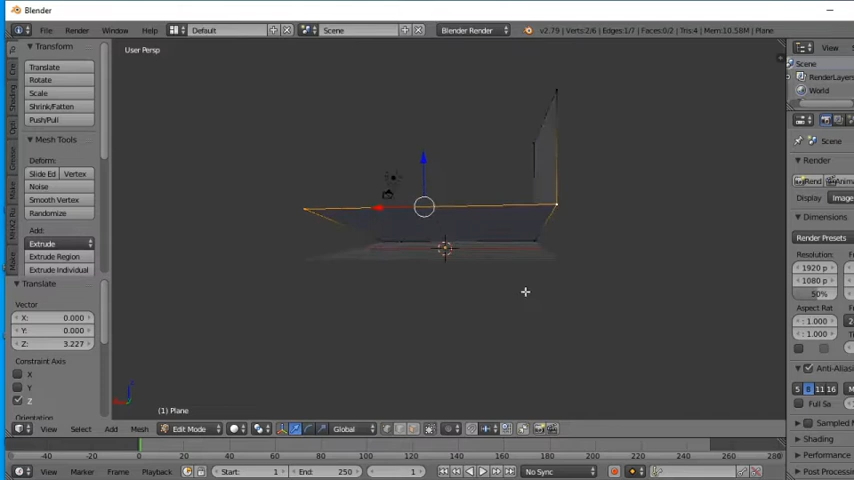 Blender
File Render Window Help Default Scene Blender Render v2.79 | Verts:2/6 | Edges:1/7 | Faces:0/2 | Tris:4 | Mem:10.58M | Plane
Transform
User Persp
View
Translate
Scene
Rotate
RenderLayers
Scale
World
Shrink/Fatten
Push/Pull
Mesh Tools
Scene
Deform:
Render
Slide Ed Vertex
Rend Anima
Noise
Display Image
Smooth Vertex
Dimensions
Randomize
Add:
Render Presets
Extrude
Resolution:
Extrude Region
1920 p
Extrude Individual
1080 p
Translate
50%
Vector
Aspect Rat
X: 0.000
: 1.000
Y: 0.000
: 1.000
Z: 3.227
Constraint Axis
Anti-Aliasi
X
5 8 11 16
Y
Full Sa
Z
Sampled M
Orientation
(1) Plane
Shading
View Select Add Mesh Edit Mode Global
Performance
-40 -20 0 20 40 60 80 100 120 140 160 180 200 220 240 260 280
Post Processing
View Marker Frame Playback Start: 1 End: 250 1 No Sync